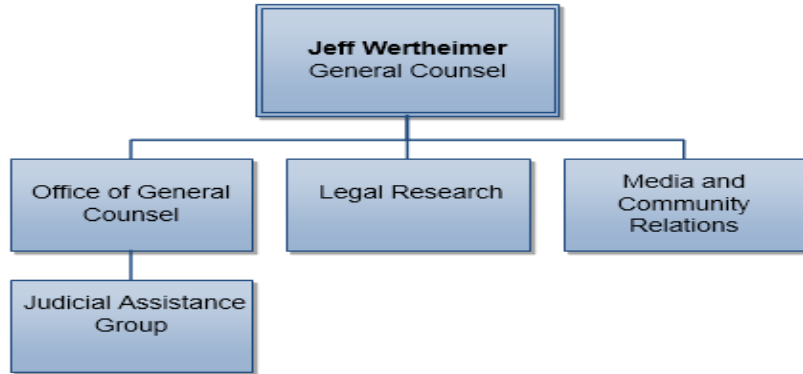 Jeff Wertheimer
General Counsel
Office of General
Counsel
Legal Research
Media and
Community
Relations
Judicial Assistance
Group